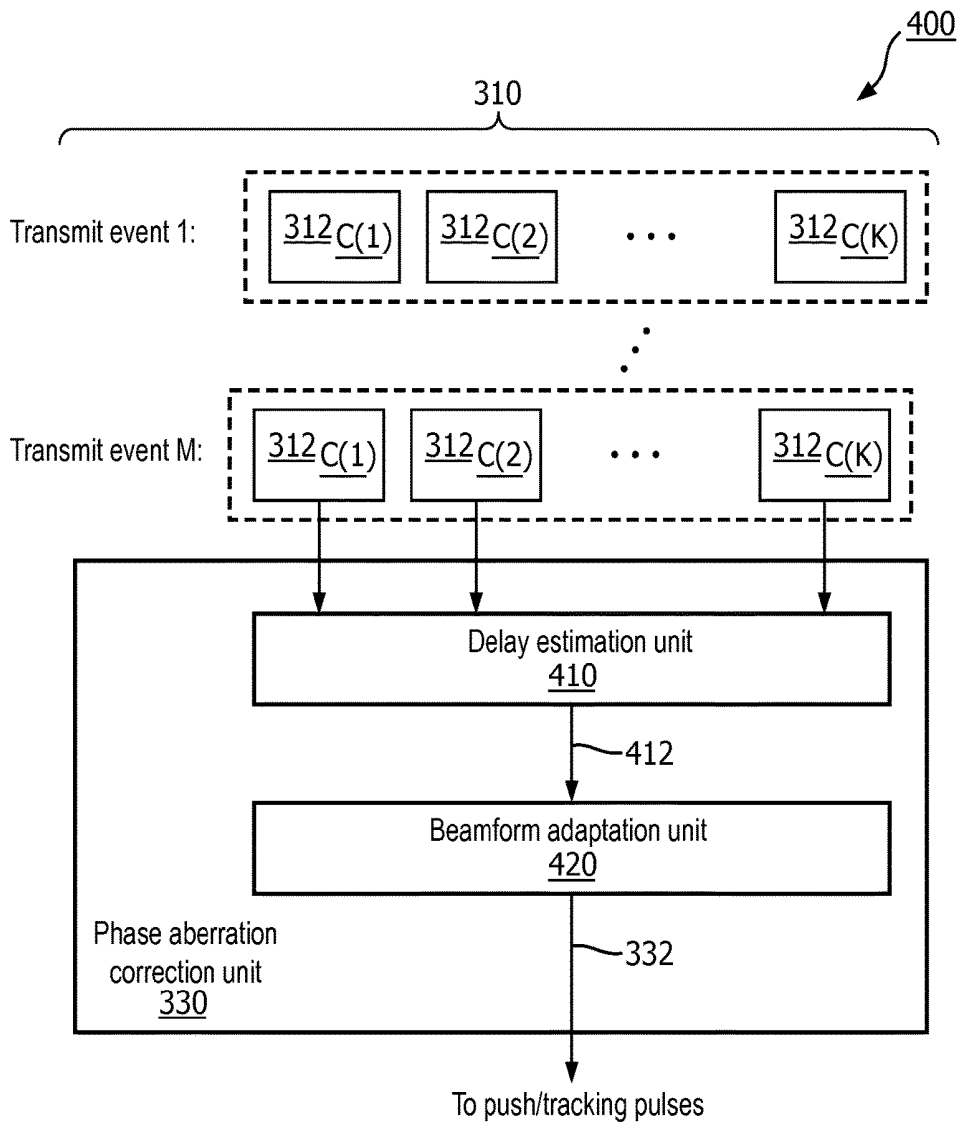 400
310
Transmit event 1: 312 C(1) 312 C(2) • • • 312 C(K)
Transmit event M: 312 C(1) 312 C(2) • • • 312 C(K)
Delay estimation unit
410
412
Beamform adaptation unit
420
Phase aberration
correction unit
330
332
To push/tracking pulses